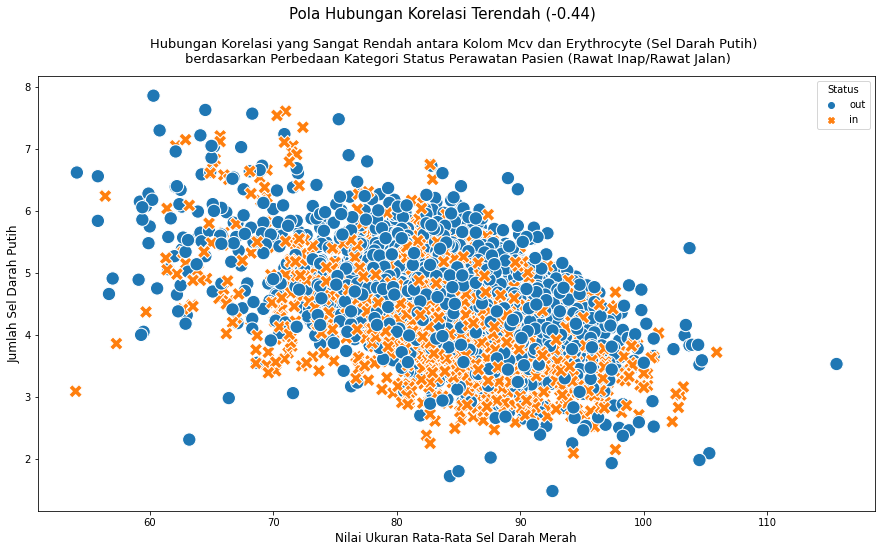 Pola Hubungan Korelasi Terendah (-0.44)
Hubungan Korelasi yang Sangat Rendah antara Kolom Mcv dan Erythrocyte (Sel Darah Putih)
berdasarkan Perbedaan Kategori Status Perawatan Pasien (Rawat Inap/Rawat Jalan)
Status
out
in
Jumlah Sel Darah Putih
8
7
6
5
4
3
2
60 70 80 90 100 110
Nilai Ukuran Rata-Rata Sel Darah Merah